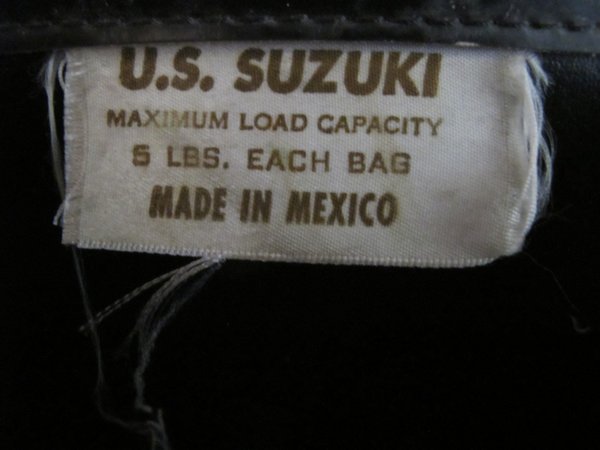 U.S. SUZUKI
MAXIMUM LOAD CAPACITY
5 LBS. EACH BAG
MADE IN MEXICO